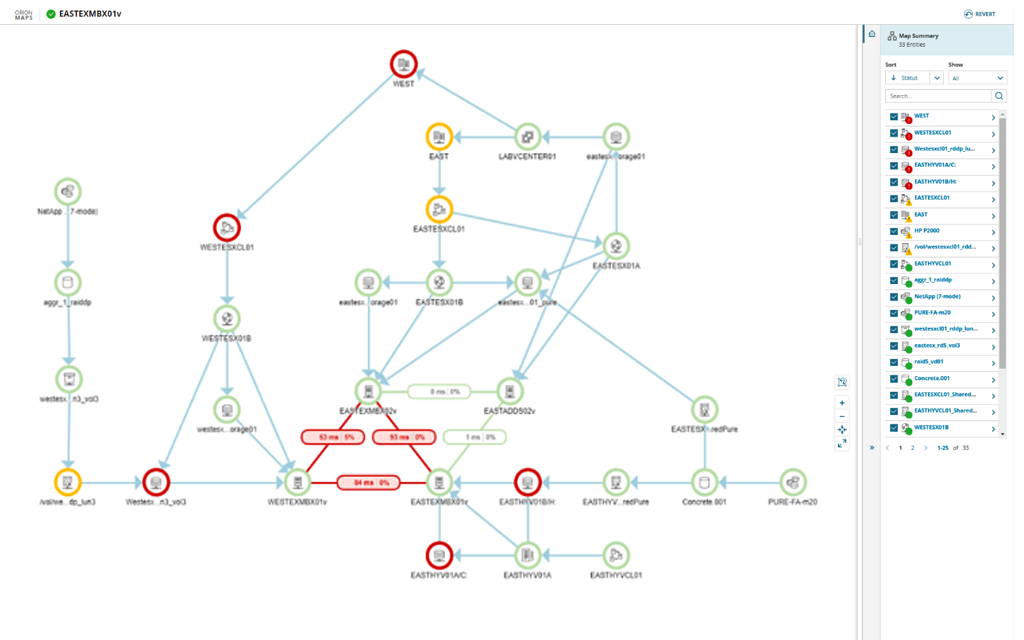 ORION
MAPS
EASTEXMBX01v
REVERT
WEST
EAST
LABVCENTER01
eastesx...orage01
NetApp ...(7-mode)
EASTESXCL01
WESTESXCL01
EASTESX01A
aggr_1_raiddp
eastesx...orage01
EASTESX01B
eastesx...01_pure
WESTESX01B
westesx...n3_vol3
EASTEXMBX02v
0 ms | 0%
EASTADDS02v
westesx...orage01
EASTESX...redPure
53 ms | 5%
93 ms | 0%
1 ms | 0%
84 ms | 0%
/vol/we...dp_lun3
Westesx...n3_vol3
WESTEXMBX01V
EASTEXMBX01v
EASTHYV01B/H:
EASTHYV...redPure
Concrete.001
PURE-FA-m20
EASTHYV01A/C:
EASTHYV01A
EASTHYVCL01
Map Summary
33 Entities
Sort
Show
Status
All
Search...
WEST
WESTESXCL01
Westesxcl01_rddp_lu...
EASTHYV01A/C:
EASTHYV01B/H:
EASTESXCL01
EAST
HP P2000
/vol/westesxcl01_rdd...
EASTHYVCL01
aggr_1_raiddp
NetApp (7-mode)
PURE-FA-m20
westesxcl01_rddp_lun...
eastesx_rd5_vol3
raid5_vd01
Concrete.001
EASTESXCL01_Shared...
EASTHYVCL01_Shared...
WESTESX01B
1 2 1-25 of 33